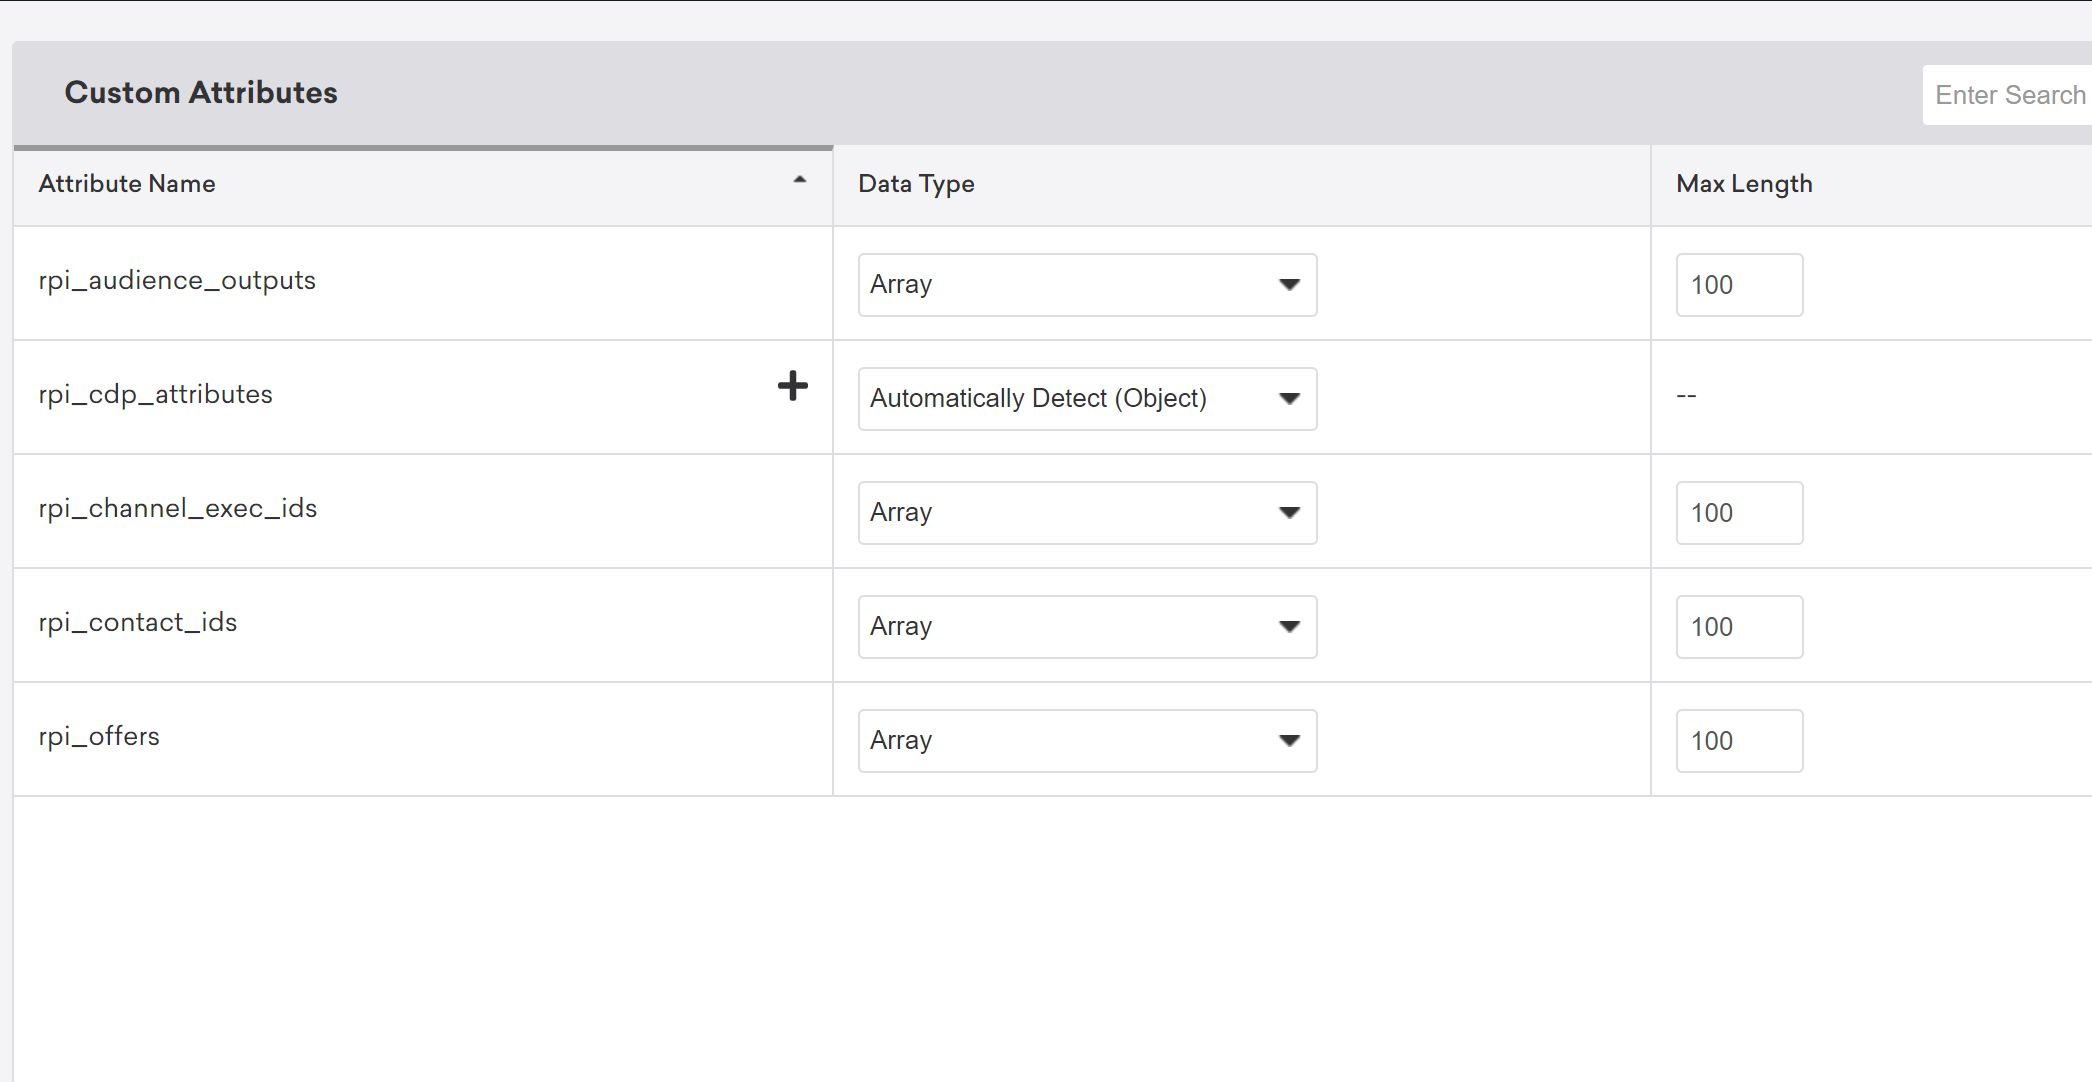 Custom Attributes
Enter Search
Attribute Name
Data Type
Max Length
rpi_audience_outputs
Array
100
rpi_cdp_attributes
Automatically Detect (Object)
--
rpi_channel_exec_ids
Array
100
rpi_contact_ids
Array
100
rpi_offers
Array
100